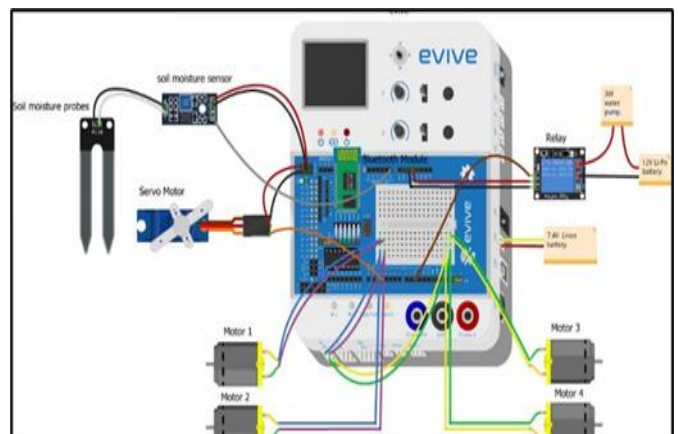 evive
soil moisture sensor
Soil moisture probes
Bluetooth Module
Relay
water
pump.
12V Li-Po
battery.
Servo Motor
evive
7.4V Li-ion
battery.
Motor 1
Motor 3
Motor 2
Motor 4